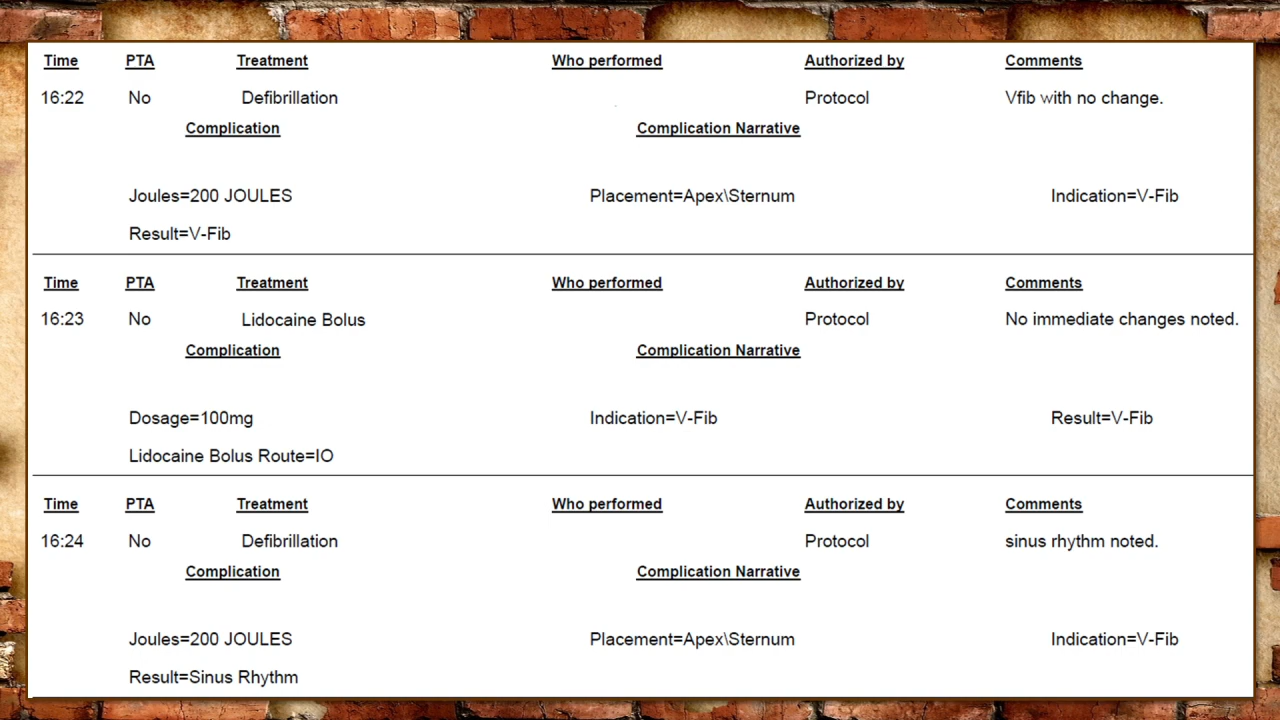 Time PTA Treatment Who performed Authorized by Comments
16:22 No Defibrillation Protocol Vfib with no change.
Complication Complication Narrative
Joules=200 JOULES Placement=Apex\Sternum Indication=V-Fib
Result=V-Fib
Time PTA Treatment Who performed Authorized by Comments
16:23 No Lidocaine Bolus Protocol No immediate changes noted.
Complication Complication Narrative
Dosage=100mg Indication=V-Fib Result=V-Fib
Lidocaine Bolus Route=IO
Time PTA Treatment Who performed Authorized by Comments
16:24 No Defibrillation Protocol sinus rhythm noted.
Complication Complication Narrative
Joules=200 JOULES Placement=Apex\Sternum Indication=V-Fib
Result=Sinus Rhythm